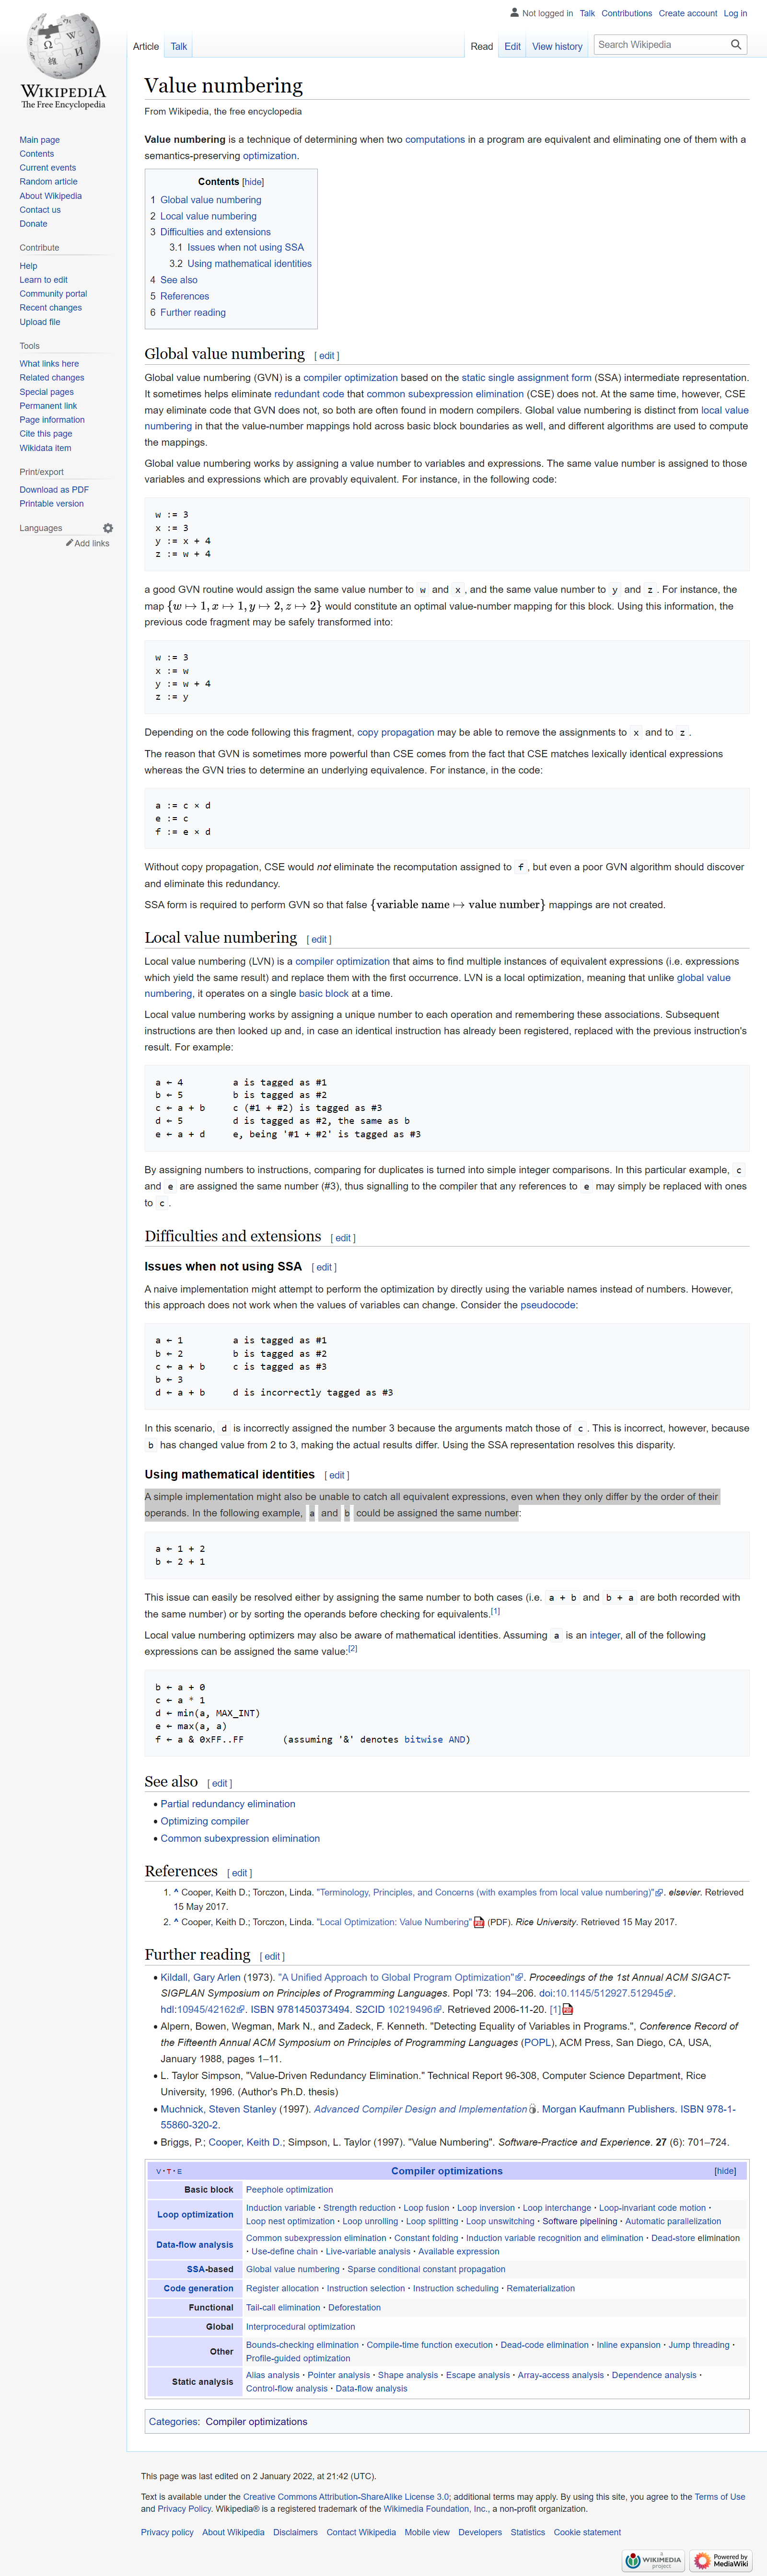 Not logged in Talk Contributions Create account Log in
Article Talk Read Edit View history Search Wikipedia
WIKIPEDIA
The Free Encyclopedia
Main page
Contents
Current events
Random article
About Wikipedia
Contact us
Donate
Contribute
Help
Learn to edit
Community portal
Recent changes
Upload file
Tools
What links here
Related changes
Special pages
Permanent link
Page information
Cite this page
Wikidata item
Print/export
Download as PDF
Printable version
Languages
Add links
Value numbering
From Wikipedia, the free encyclopedia
Value numbering is a technique of determining when two computations in a program are equivalent and eliminating one of them with a
semantics-preserving optimization.
Contents [hide]
1 Global value numbering
2 Local value numbering
3 Difficulties and extensions
3.1 Issues when not using SSA
3.2 Using mathematical identities
4 See also
5 References
6 Further reading
Global value numbering [ edit ]
Global value numbering (GVN) is a compiler optimization based on the static single assignment form (SSA) intermediate representation.
It sometimes helps eliminate redundant code that common subexpression elimination (CSE) does not. At the same time, however, CSE
may eliminate code that GVN does not, so both are often found in modern compilers. Global value numbering is distinct from local value
numbering in that the value-number mappings hold across basic block boundaries as well, and different algorithms are used to compute
the mappings.
Global value numbering works by assigning a value number to variables and expressions. The same value number is assigned to those
variables and expressions which are provably equivalent. For instance, in the following code:
w := 3
x := 3
y := x + 4
z := w + 4
a good GVN routine would assign the same value number to w and x , and the same value number to y and z . For instance, the
map {w ↦ 1, x ↦ 1, y ↦ 2, z ↦ 2} would constitute an optimal value-number mapping for this block. Using this information, the
previous code fragment may be safely transformed into:
w := 3
x := w
y := w + 4
z := y
Depending on the code following this fragment, copy propagation may be able to remove the assignments to x and to z .
The reason that GVN is sometimes more powerful than CSE comes from the fact that CSE matches lexically identical expressions
whereas the GVN tries to determine an underlying equivalence. For instance, in the code:
a := c × d
e := c
f := e × d
Without copy propagation, CSE would not eliminate the recomputation assigned to f , but even a poor GVN algorithm should discover
and eliminate this redundancy.
SSA form is required to perform GVN so that false {variable name ↦ value number} mappings are not created.
Local value numbering [ edit ]
Local value numbering (LVN) is a compiler optimization that aims to find multiple instances of equivalent expressions (i.e. expressions
which yield the same result) and replace them with the first occurrence. LVN is a local optimization, meaning that unlike global value
numbering, it operates on a single basic block at a time.
Local value numbering works by assigning a unique number to each operation and remembering these associations. Subsequent
instructions are then looked up and, in case an identical instruction has already been registered, replaced with the previous instruction's
result. For example:
a ← 4 a is tagged as #1
b ← 5 b is tagged as #2
c ← a + b c (#1 + #2) is tagged as #3
d ← 5 d is tagged as #2, the same as b
e ← a + d e, being '#1 + #2' is tagged as #3
By assigning numbers to instructions, comparing for duplicates is turned into simple integer comparisons. In this particular example, c
and e are assigned the same number (#3), thus signalling to the compiler that any references to e may simply be replaced with ones
to c .
Difficulties and extensions [ edit ]
Issues when not using SSA [ edit ]
A naive implementation might attempt to perform the optimization by directly using the variable names instead of numbers. However,
this approach does not work when the values of variables can change. Consider the pseudocode:
a ← 1 a is tagged as #1
b ← 2 b is tagged as #2
c ← a + b c is tagged as #3
b ← 3
d ← a + b d is incorrectly tagged as #3
In this scenario, d is incorrectly assigned the number 3 because the arguments match those of c . This is incorrect, however, because
b has changed value from 2 to 3, making the actual results differ. Using the SSA representation resolves this disparity.
Using mathematical identities [ edit ]
A simple implementation might also be unable to catch all equivalent expressions, even when they only differ by the order of their
operands. In the following example, a and b could be assigned the same number:
a ← 1 + 2
b ← 2 + 1
This issue can easily be resolved either by assigning the same number to both cases (i.e. a + b and b + a are both recorded with
the same number) or by sorting the operands before checking for equivalents.[1]
Local value numbering optimizers may also be aware of mathematical identities. Assuming a is an integer, all of the following
expressions can be assigned the same value:[2]
b ← a + 0
c ← a * 1
d ← min(a, MAX_INT)
e ← max(a, a)
f ← a & 0xFF..FF (assuming '&' denotes bitwise AND)
See also [ edit ]
• Partial redundancy elimination
• Optimizing compiler
• Common subexpression elimination
References [ edit ]
1. ^ Cooper, Keith D.; Torczon, Linda. "Terminology, Principles, and Concerns (with examples from local value numbering)". elsevier. Retrieved
15 May 2017.
2. ^ Cooper, Keith D.; Torczon, Linda. "Local Optimization: Value Numbering" (PDF). Rice University. Retrieved 15 May 2017.
Further reading [ edit ]
• Kildall, Gary Arlen (1973). "A Unified Approach to Global Program Optimization". Proceedings of the 1st Annual ACM SIGACT-
SIGPLAN Symposium on Principles of Programming Languages. Popl '73: 194–206. doi:10.1145/512927.512945.
hdl:10945/42162. ISBN 9781450373494. S2CID 10219496. Retrieved 2006-11-20. [1]
• Alpern, Bowen, Wegman, Mark N., and Zadeck, F. Kenneth. "Detecting Equality of Variables in Programs.", Conference Record of
the Fifteenth Annual ACM Symposium on Principles of Programming Languages (POPL), ACM Press, San Diego, CA, USA,
January 1988, pages 1–11.
• L. Taylor Simpson, "Value-Driven Redundancy Elimination." Technical Report 96-308, Computer Science Department, Rice
University, 1996. (Author's Ph.D. thesis)
• Muchnick, Steven Stanley (1997). Advanced Compiler Design and Implementation. Morgan Kaufmann Publishers. ISBN 978-1-
55860-320-2.
• Briggs, P.; Cooper, Keith D.; Simpson, L. Taylor (1997). "Value Numbering". Software-Practice and Experience. 27 (6): 701–724.
V · T · E Compiler optimizations [hide]
Basic block Peephole optimization
Loop optimization Induction variable · Strength reduction · Loop fusion · Loop inversion · Loop interchange · Loop-invariant code motion ·
Loop nest optimization · Loop unrolling · Loop splitting · Loop unswitching · Software pipelining · Automatic parallelization
Data-flow analysis Common subexpression elimination · Constant folding · Induction variable recognition and elimination · Dead-store elimination
· Use-define chain · Live-variable analysis · Available expression
SSA-based Global value numbering · Sparse conditional constant propagation
Code generation Register allocation · Instruction selection · Instruction scheduling · Rematerialization
Functional Tail-call elimination · Deforestation
Global Interprocedural optimization
Other Bounds-checking elimination · Compile-time function execution · Dead-code elimination · Inline expansion · Jump threading ·
Profile-guided optimization
Static analysis Alias analysis · Pointer analysis · Shape analysis · Escape analysis · Array-access analysis · Dependence analysis ·
Control-flow analysis · Data-flow analysis
Categories: Compiler optimizations
This page was last edited on 2 January 2022, at 21:42 (UTC).
Text is available under the Creative Commons Attribution-ShareAlike License 3.0; additional terms may apply. By using this site, you agree to the Terms of Use
and Privacy Policy. Wikipedia® is a registered trademark of the Wikimedia Foundation, Inc., a non-profit organization.
Privacy policy About Wikipedia Disclaimers Contact Wikipedia Mobile view Developers Statistics Cookie statement
A WIKIMEDIA project
Powered by MediaWiki